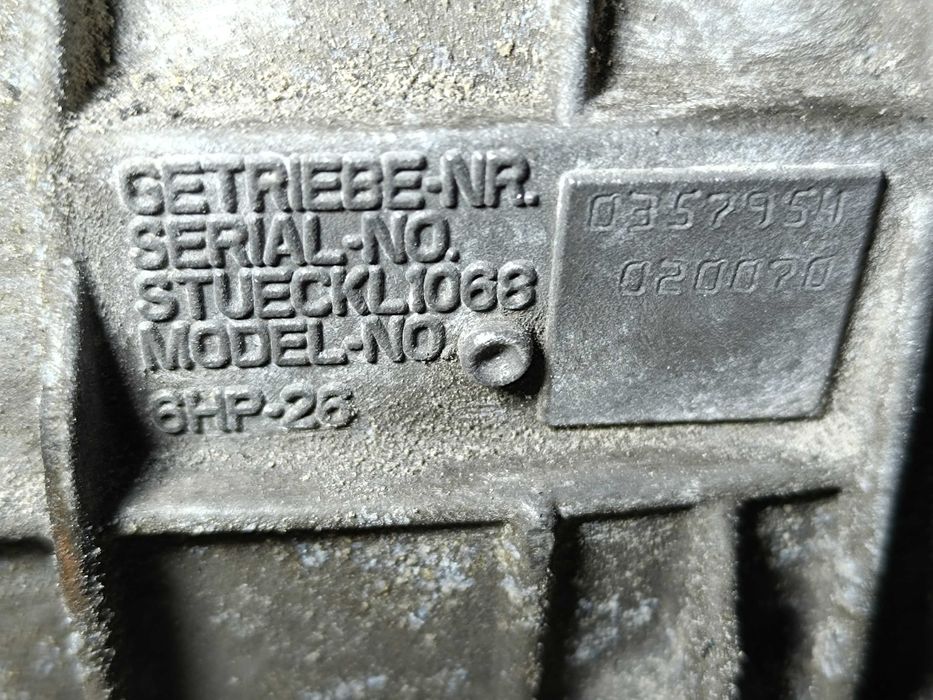 GETRIEBE-NR.
SERIAL-NO.
STUECKL1068
MODEL-NO.
6HP-26
0357954
020070